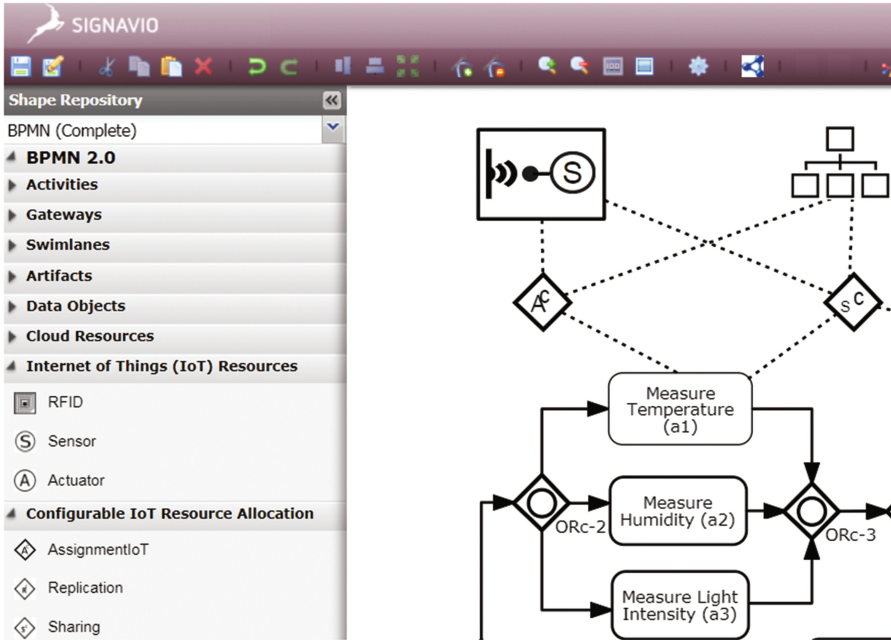 SIGNAVIO
Shape Repository
BPMN (Complete)
BPMN 2.0
Activities
Gateways
Swimlanes
Artifacts
Data Objects
Cloud Resources
Internet of Things (IoT) Resources
RFID
S Sensor
A Actuator
Configurable IoT Resource Allocation
AssignmentIoT
Replication
Sharing
S
A C
S C
Measure
Temperature
(a1)
Measure
Humidity (a2)
ORc-2
ORc-3
Measure Light
Intensity (a3)